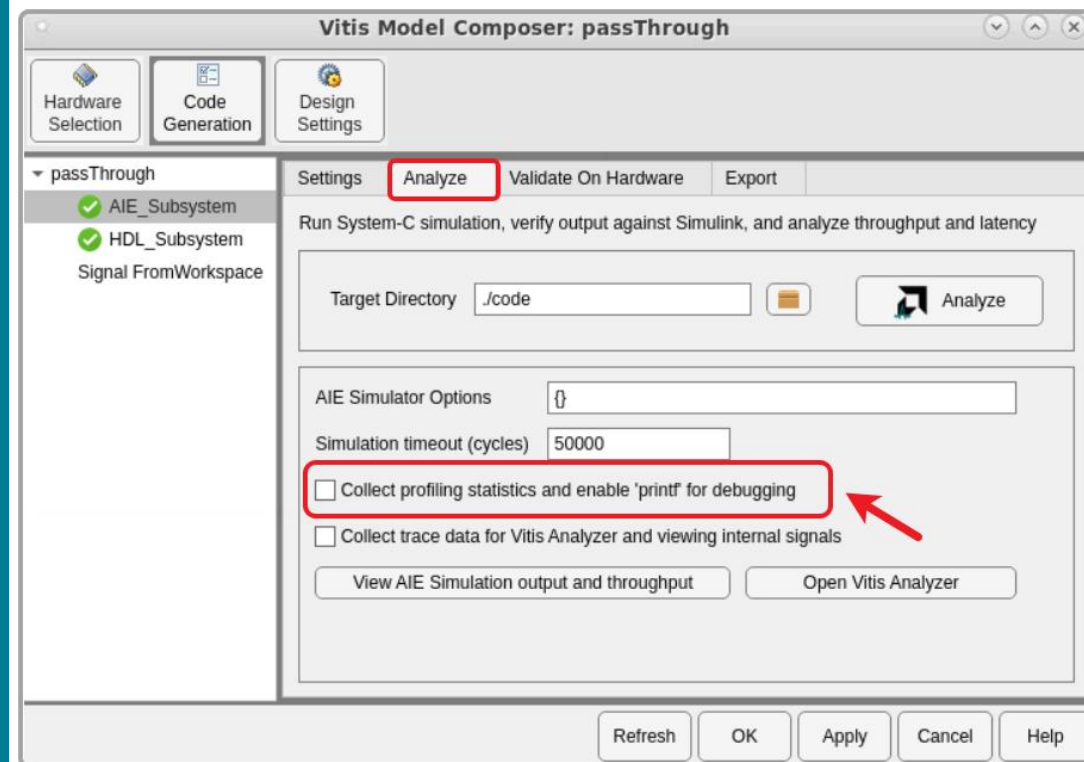 Vitis Model Composer: passThrough
Hardware
Selection
Code
Generation
Design
Settings
passThrough
AIE_Subsystem
HDL_Subsystem
Signal FromWorkspace
Settings Analyze Validate On Hardware Export
Run System-C simulation, verify output against Simulink, and analyze throughput and latency
Target Directory ./code Analyze
AIE Simulator Options {}
Simulation timeout (cycles) 50000
Collect profiling statistics and enable 'printf' for debugging
Collect trace data for Vitis Analyzer and viewing internal signals
View AIE Simulation output and throughput Open Vitis Analyzer
Refresh OK Apply Cancel Help